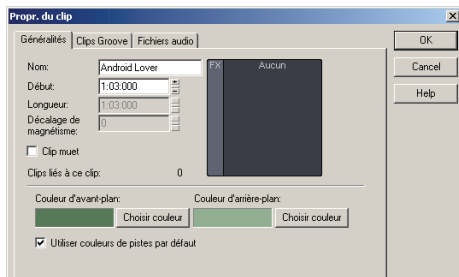 Propr. du clip
Généralités Clips Groove Fichiers audio
OK
Cancel
Help
Nom: Android Lover
Début: 1:03:000
Longueur: 1:03:000
Décalage de magnétisme: 0
FX Aucun
Clip muet
Clips liés à ce clip: 0
Couleur d'avant-plan: Couleur d'arrière-plan:
Choisir couleur Choisir couleur
Utiliser couleurs de pistes par défaut